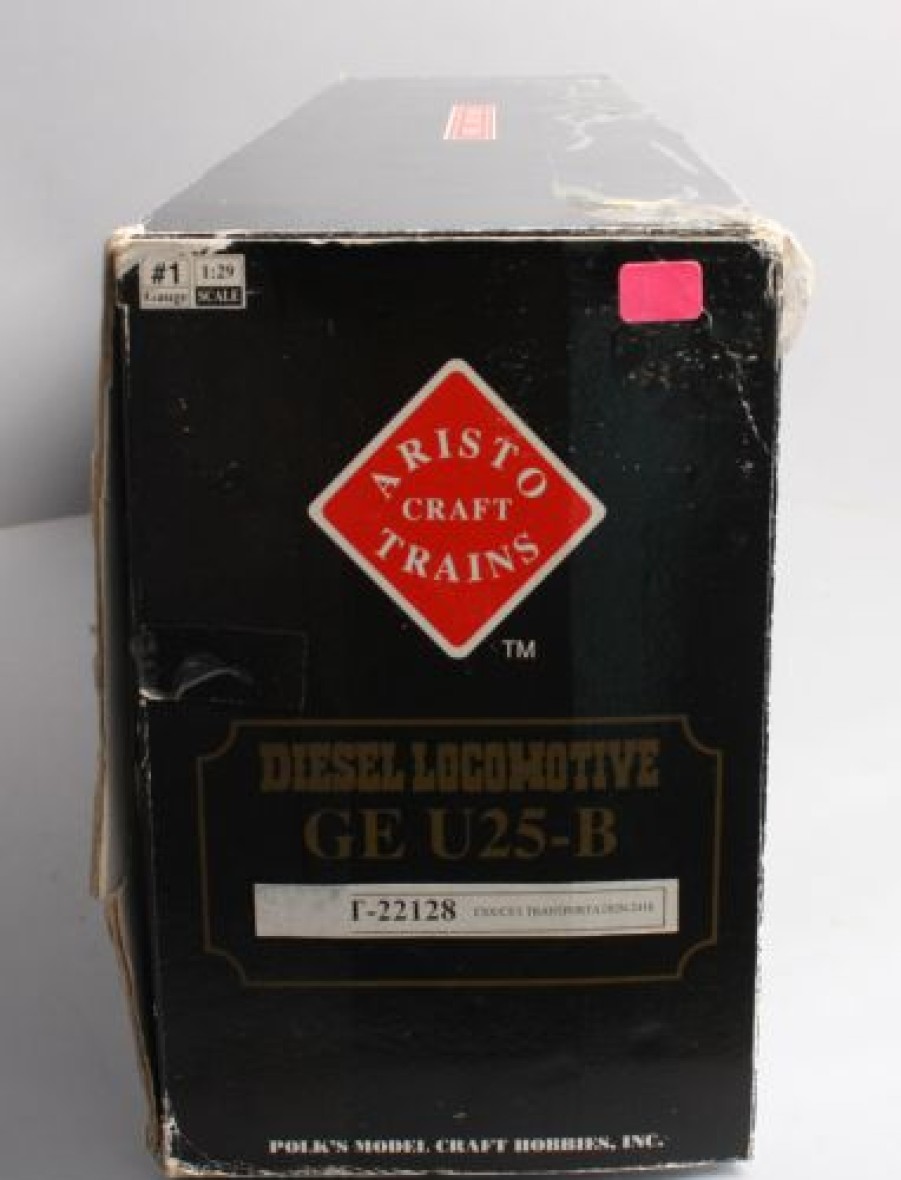 #1
Gauge
1:29
SCALE
ARISTO
CRAFT
TRAINS
TM
DIESEL LOCOMOTIVE
GE U25-B
-22128
POLK'S MODEL CRAFT HOBBIES, INC.